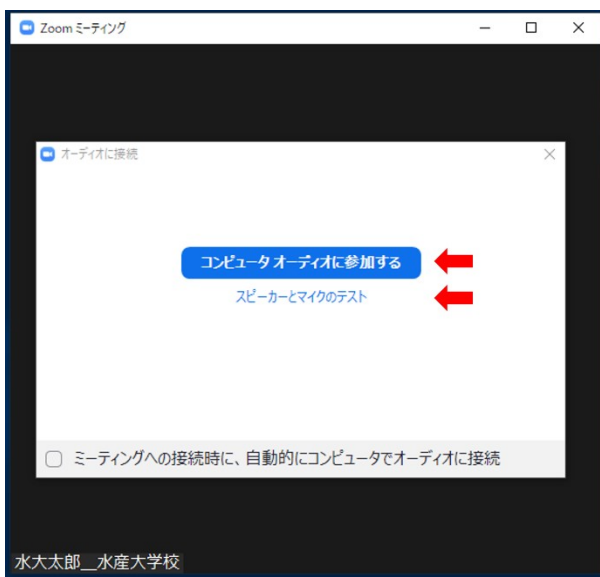 Zoom ミーティング
オーディオに接続
コンピュータ オーディオに参加する
スピーカーとマイクのテスト
ミーティングへの接続時に、自動的にコンピュータでオーディオに接続
水大太郎__水産大学校